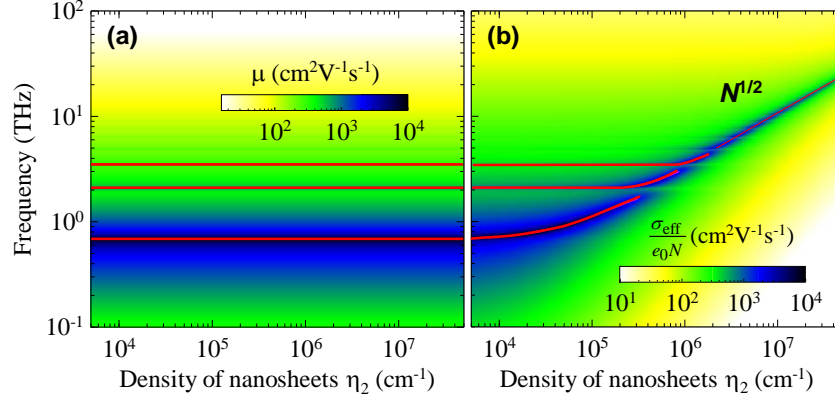 (a)
(b)
μ (cm²V⁻¹s⁻¹)
10² 10³ 10⁴
N^1/2
σeff/e₀N (cm²V⁻¹s⁻¹)
10¹ 10² 10³ 10⁴
Frequency (THz)
10²
10¹
10⁰
10⁻¹
10⁴ 10⁵ 10⁶ 10⁷
10⁴ 10⁵ 10⁶ 10⁷
Density of nanosheets η₂ (cm⁻¹)
Density of nanosheets η₂ (cm⁻¹)